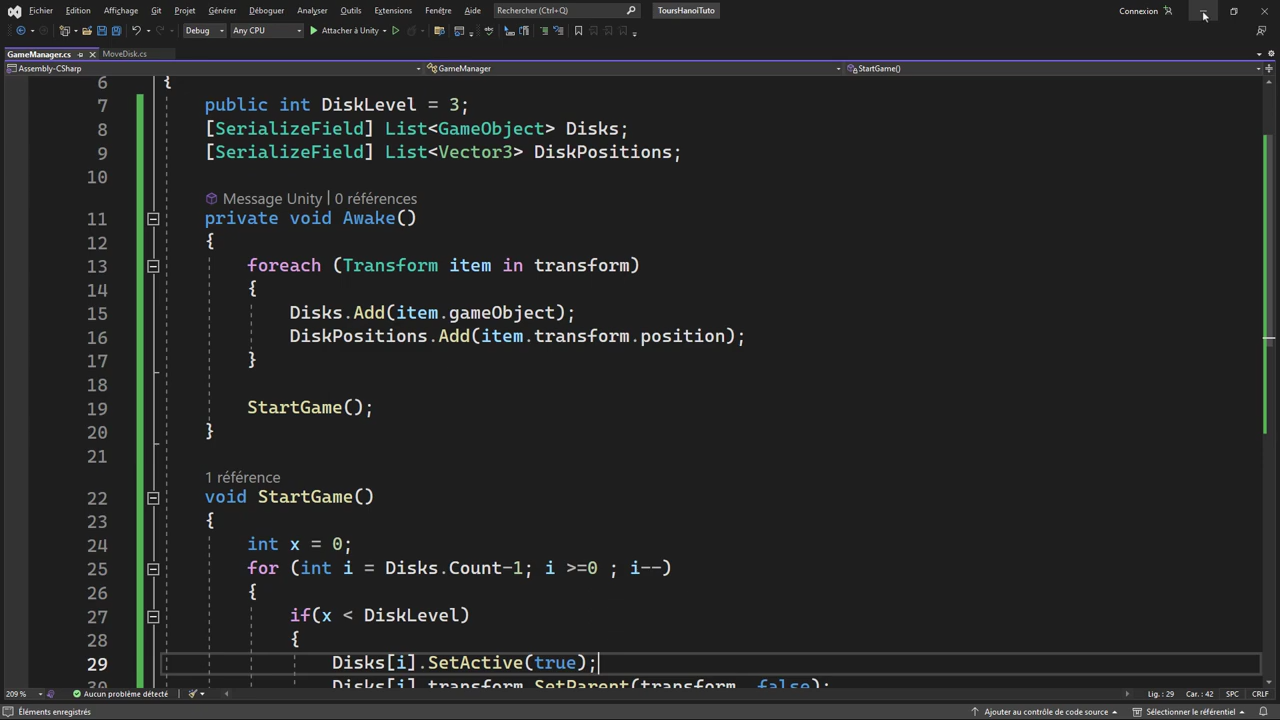 Fichier Edition Affichage Git Projet Générer Déboguer Analyser Outils Extensions Fenêtre Aide Rechercher (Ctrl+Q) ToursHanoiTuto Connexion
Debug Any CPU Attacher à Unity
GameManager.cs MoveDisk.cs
Assembly-CSharp GameManager StartGame()
6 {
7 public int DiskLevel = 3;
8 [SerializeField] List<GameObject> Disks;
9 [SerializeField] List<Vector3> DiskPositions;
10
Message Unity | 0 références
11 private void Awake()
12 {
13 foreach (Transform item in transform)
14 {
15 Disks.Add(item.gameObject);
16 DiskPositions.Add(item.transform.position);
17 }
18
19 StartGame();
20 }
21
1 référence
22 void StartGame()
23 {
24 int x = 0;
25 for (int i = Disks.Count-1; i >=0 ; i--)
26 {
27 if(x < DiskLevel)
28 {
29 Disks[i].SetActive(true);
Disks[i].transform.SetParent(transform, false);
209 % Aucun problème détecté Lig. : 29 Car. : 42 SPC CRLF
Éléments enregistrés Ajouter au contrôle de code source Sélectionner le référentiel